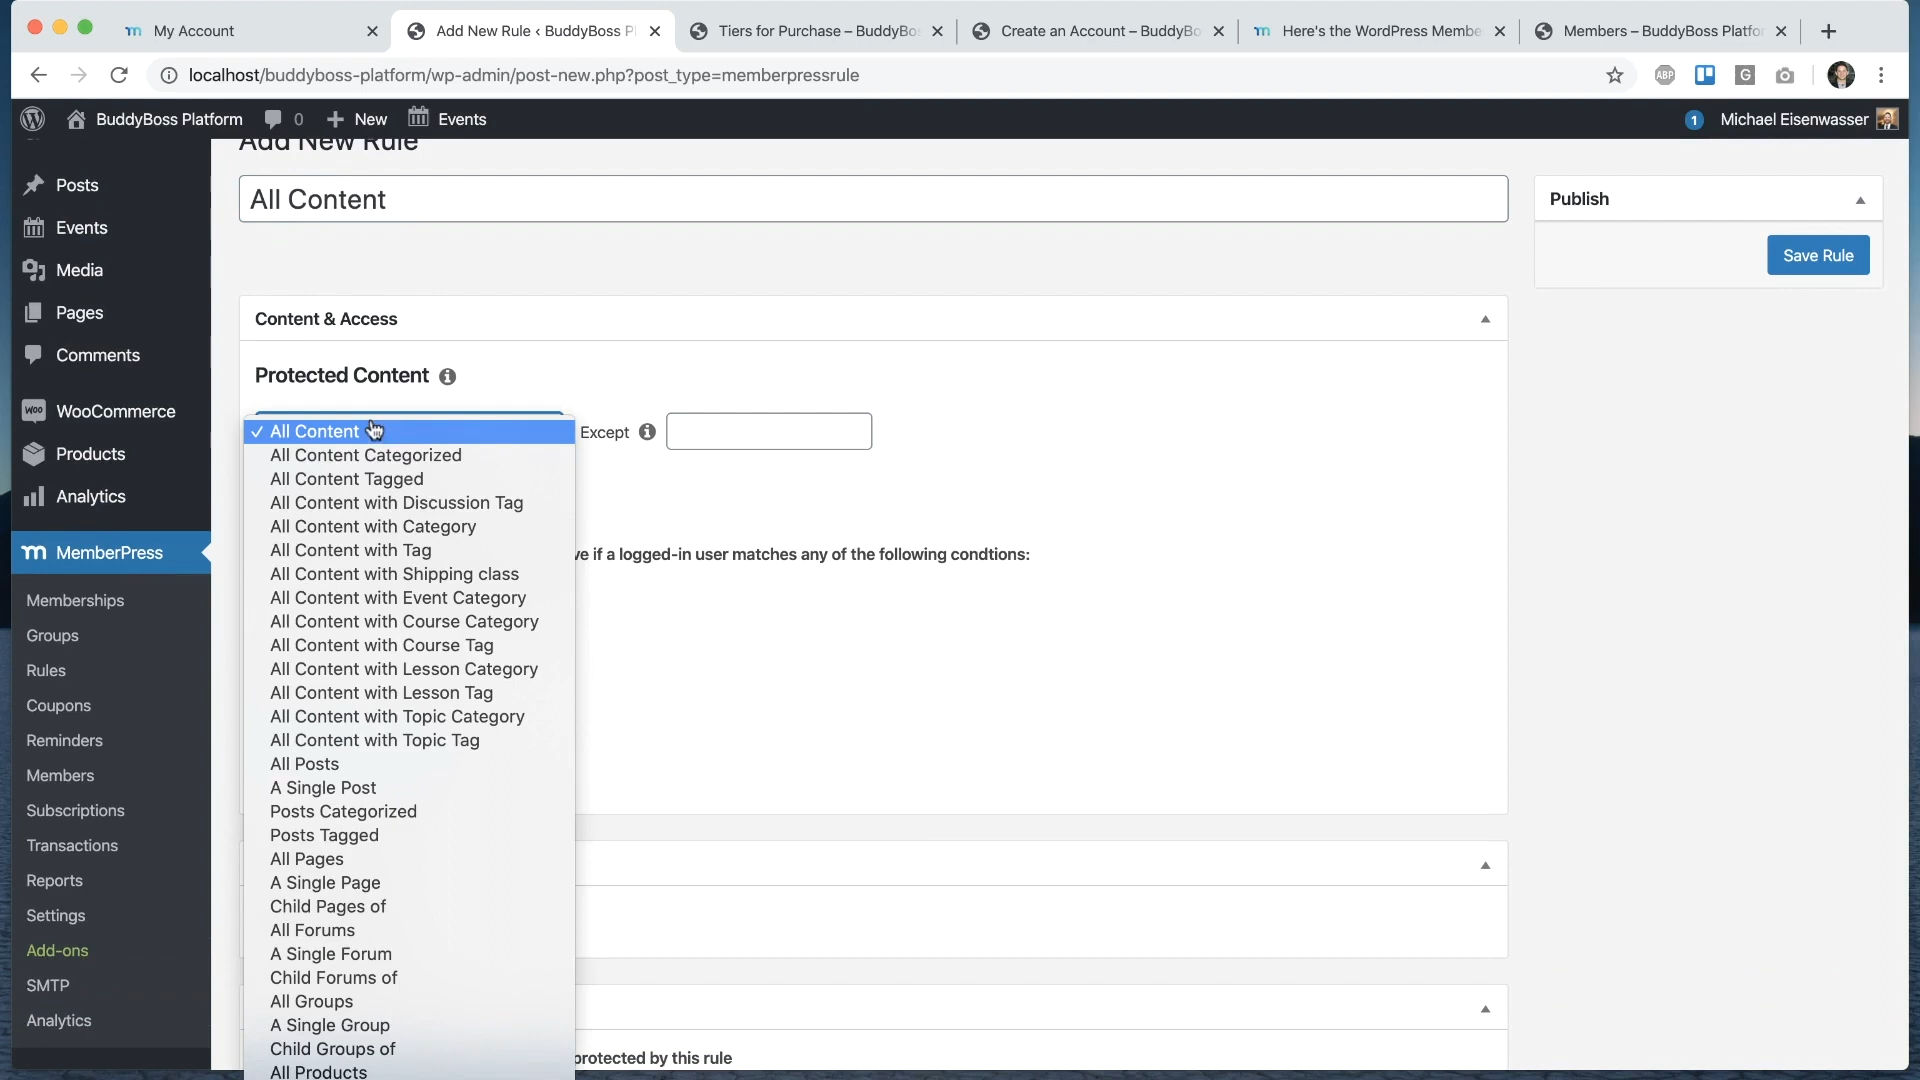 My Account
Add New Rule ‹ BuddyBoss Pl
Tiers for Purchase – BuddyBos
Create an Account – BuddyBo
Here's the WordPress Membe
Members – BuddyBoss Platfor
localhost/buddyboss-platform/wp-admin/post-new.php?post_type=memberpressrule
ABP
G
BuddyBoss Platform
0
New
Events
1
Michael Eisenwasser
Add New Rule
Posts
Events
Media
Pages
Comments
Woo
WooCommerce
Products
Analytics
MemberPress
Memberships
Groups
Rules
Coupons
Reminders
Members
Subscriptions
Transactions
Reports
Settings
Add-ons
SMTP
Analytics
All Content
Publish
Save Rule
Content & Access
Protected Content
Except
✓ All Content
All Content Categorized
All Content Tagged
All Content with Discussion Tag
All Content with Category
All Content with Tag
All Content with Shipping class
All Content with Event Category
All Content with Course Category
All Content with Course Tag
All Content with Lesson Category
All Content with Lesson Tag
All Content with Topic Category
All Content with Topic Tag
All Posts
A Single Post
Posts Categorized
Posts Tagged
All Pages
A Single Page
Child Pages of
All Forums
A Single Forum
Child Forums of
All Groups
A Single Group
Child Groups of
All Products
ve if a logged-in user matches any of the following condtions:
protected by this rule